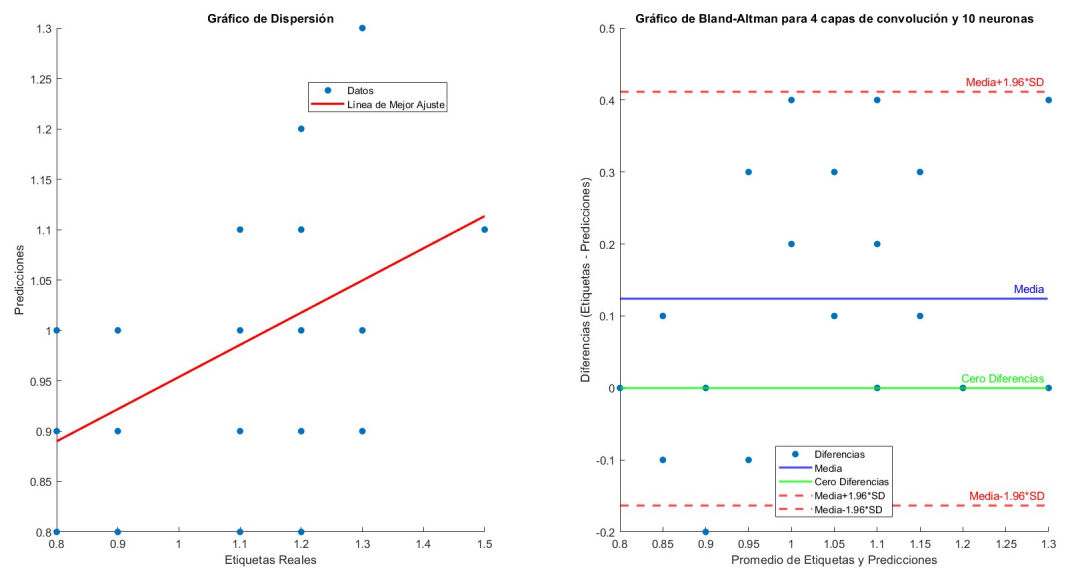 Gráfico de Dispersión
1.3
1.25
1.2
1.15
1.1
1.05
1
0.95
0.9
0.85
0.8
Predicciones
Datos
Línea de Mejor Ajuste
0.8 0.9 1 1.1 1.2 1.3 1.4 1.5
Etiquetas Reales
Gráfico de Bland-Altman para 4 capas de convolución y 10 neuronas
0.5
0.4
0.3
0.2
0.1
0
-0.1
-0.2
Diferencias (Etiquetas - Predicciones)
Media+1.96*SD
Media
Cero Diferencias
Media-1.96*SD
Diferencias
Media
Cero Diferencias
Media+1.96*SD
Media-1.96*SD
0.8 0.85 0.9 0.95 1 1.05 1.1 1.15 1.2 1.25 1.3
Promedio de Etiquetas y Predicciones